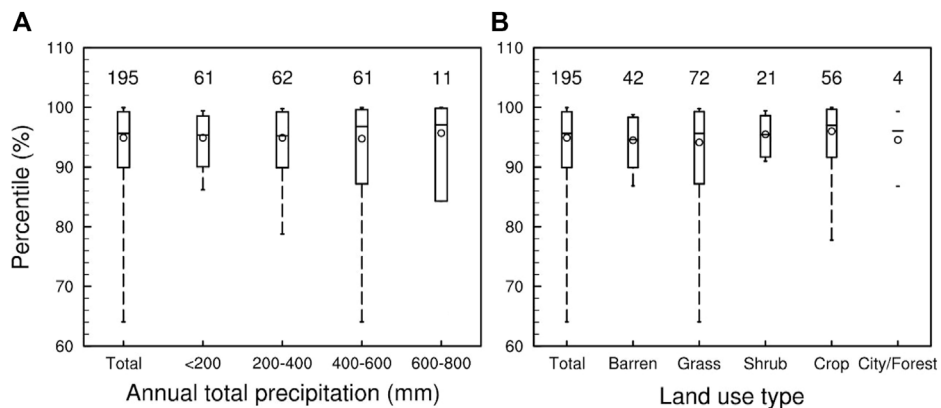 A
B
110
100
90
80
70
60
Percentile (%)
195 61 62 61 11
Total <200 200-400 400-600 600-800
Annual total precipitation (mm)
110
100
90
80
70
60
195 42 72 21 56 4
Total Barren Grass Shrub Crop City/Forest
Land use type